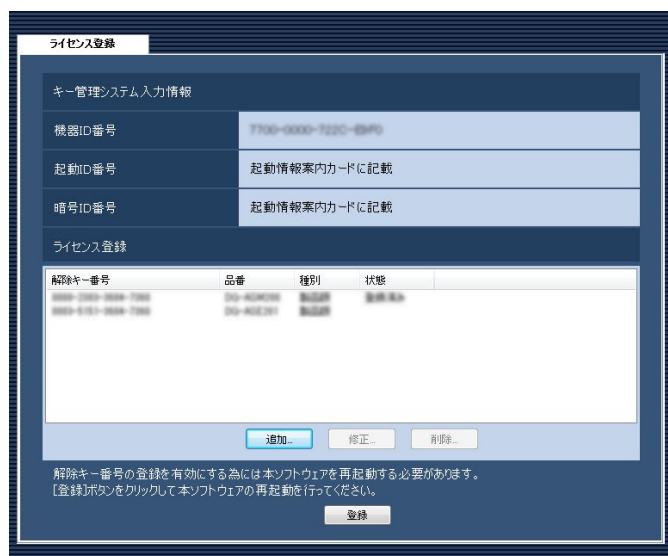 ライセンス登録
キー管理システム入力情報
機器ID番号
起動ID番号 起動情報案内カードに記載
暗号ID番号 起動情報案内カードに記載
ライセンス登録
解除キー番号 品番 種別 状態
追加... 修正... 削除...
解除キー番号の登録を有効にする為には本ソフトウェアを再起動する必要があります。
[登録]ボタンをクリックして本ソフトウェアの再起動を行ってください。
登録